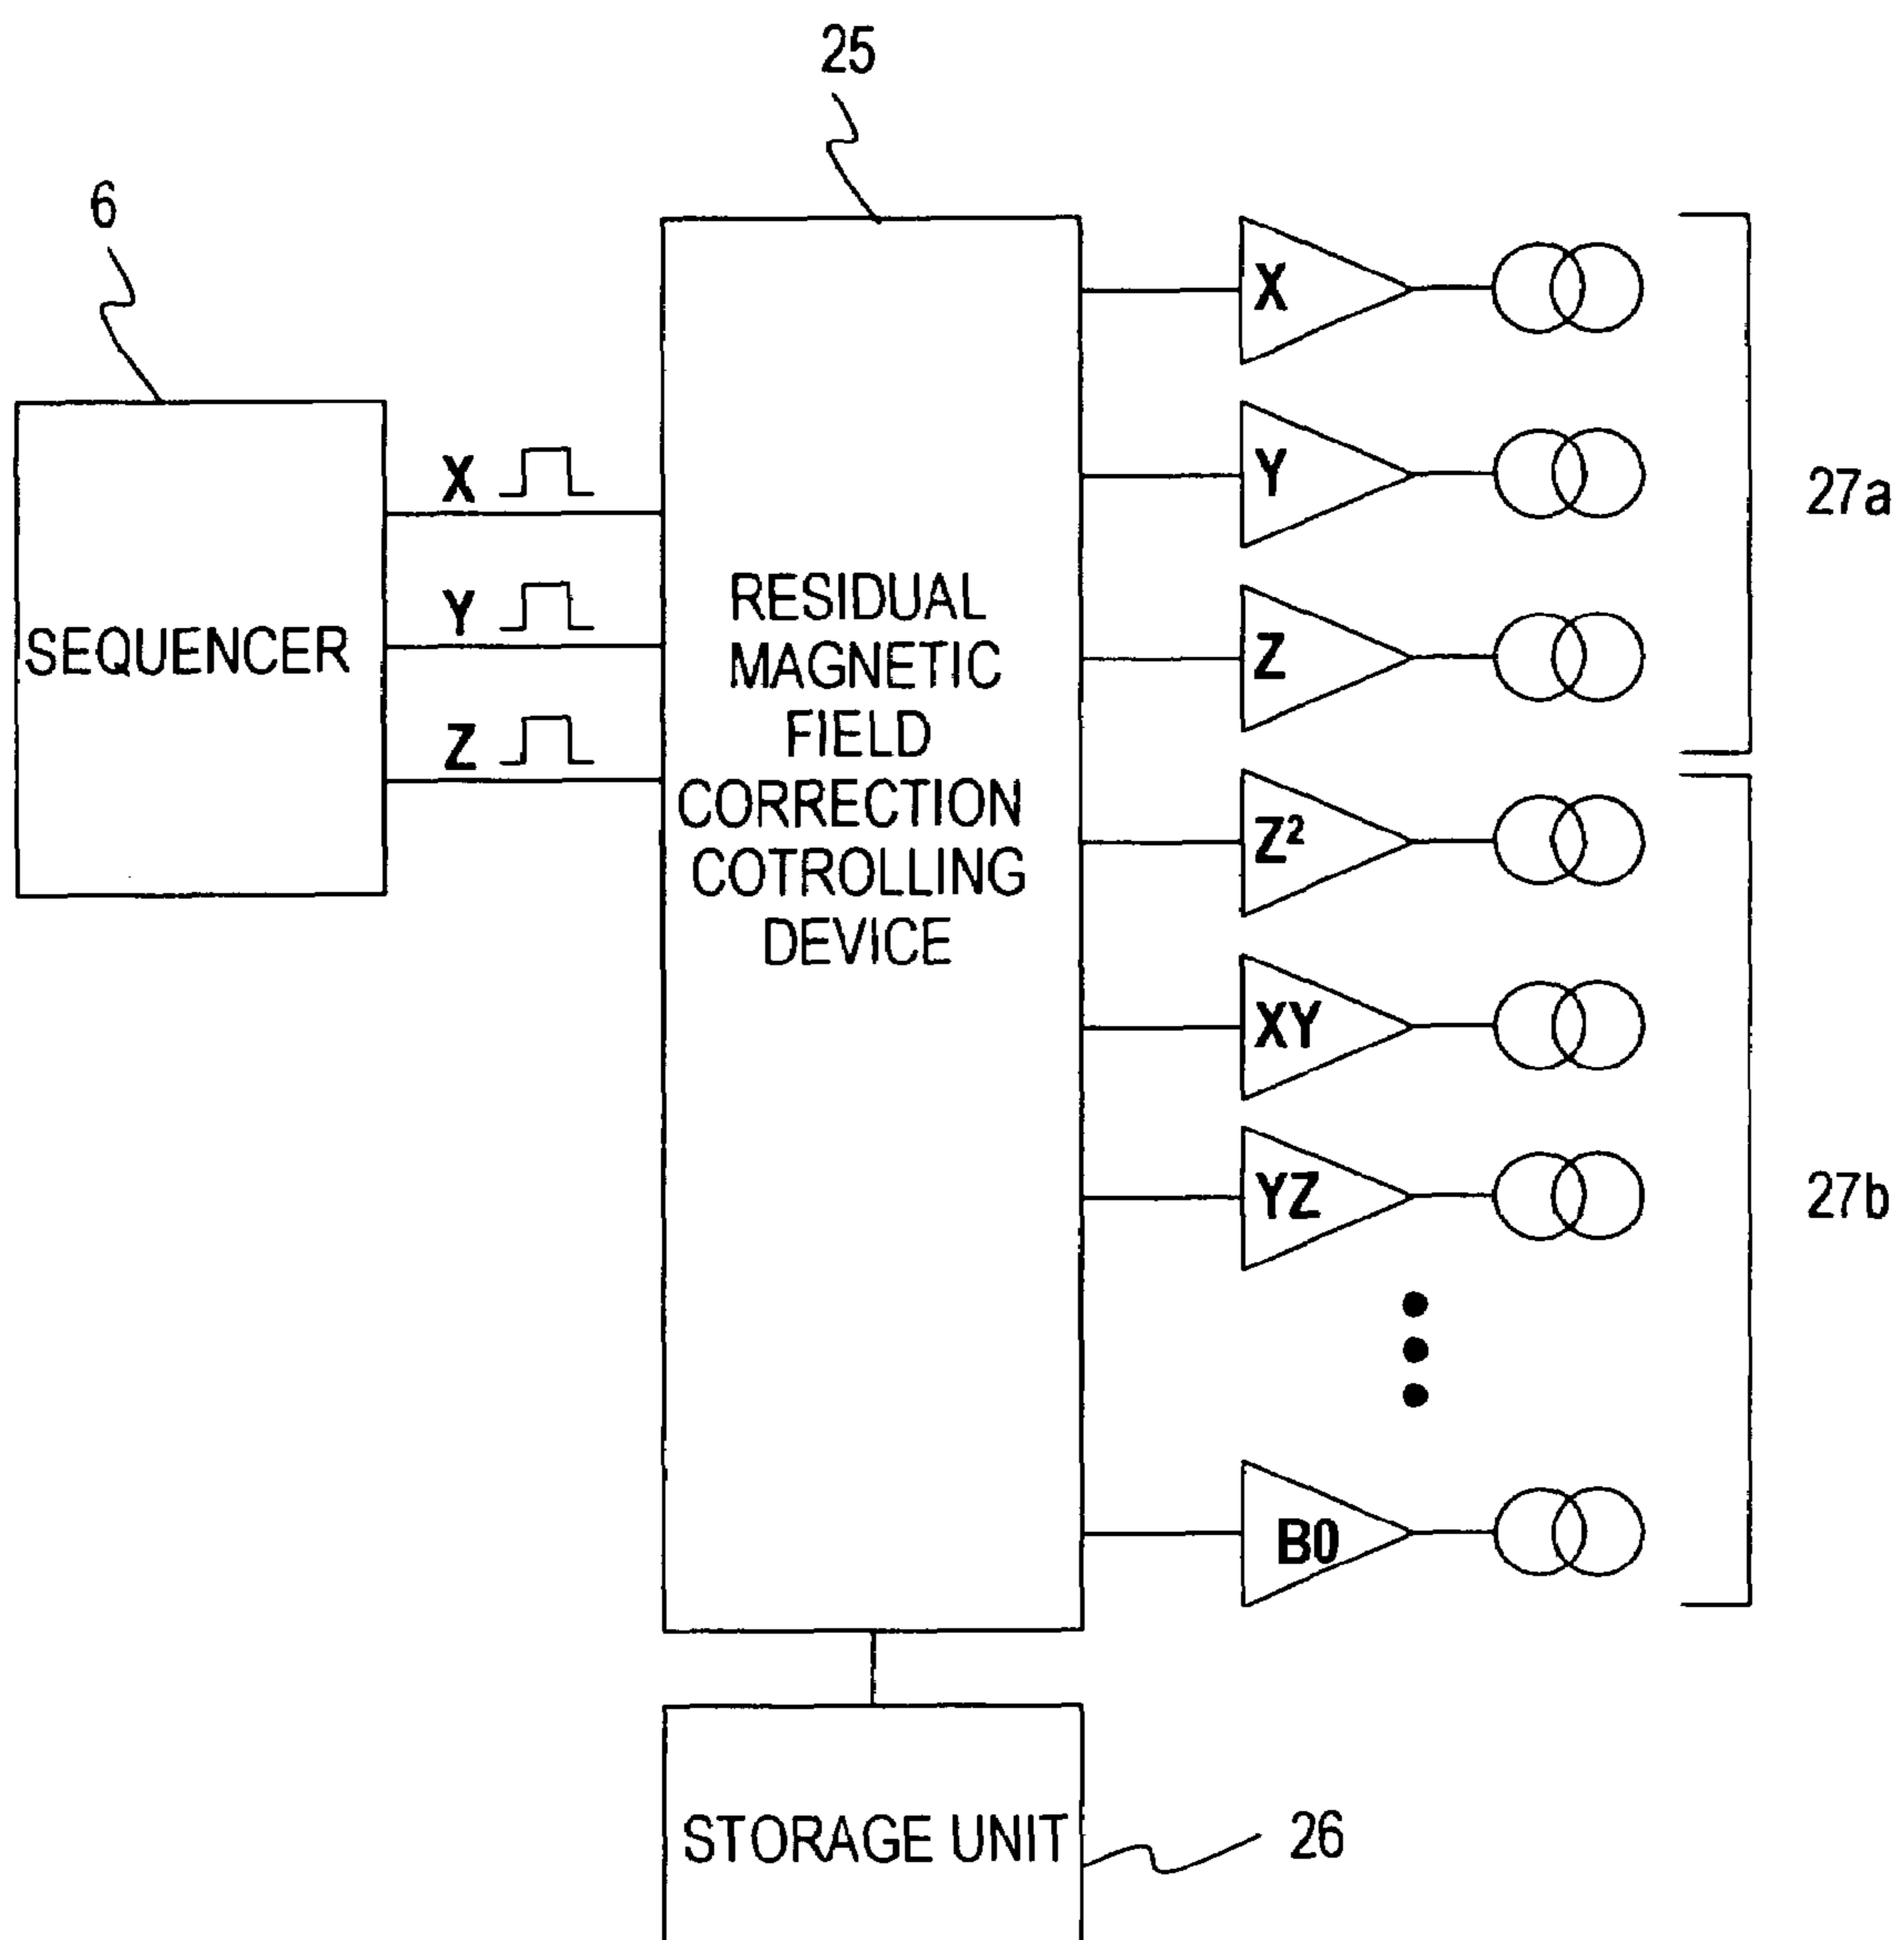 25
6
X
Y
Z
SEQUENCER
RESIDUAL
MAGNETIC
FIELD
CORRECTION
COTROLLING
DEVICE
X
Y
Z
27a
Z²
XY
YZ
B0
27b
STORAGE UNIT
26